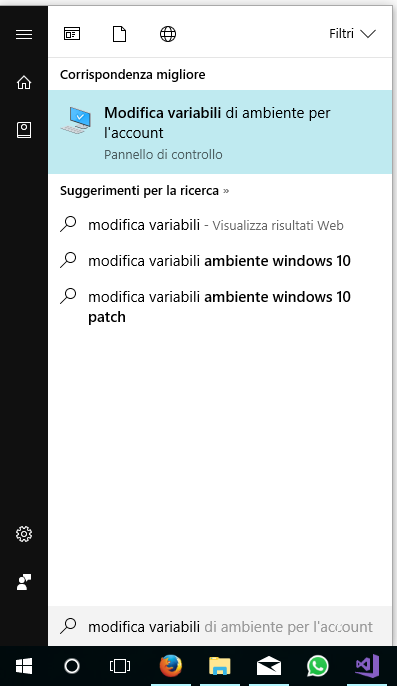 Filtri
Corrispondenza migliore
Modifica variabili di ambiente per
l'account
Pannello di controllo
Suggerimenti per la ricerca »
modifica variabili - Visualizza risultati Web
modifica variabili ambiente windows 10
modifica variabili ambiente windows 10
patch
modifica variabili di ambiente per l'account